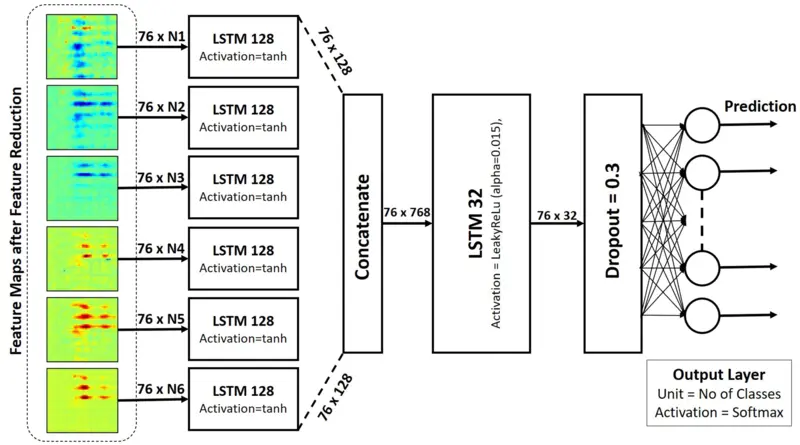 Feature Maps after Feature Reduction
76 x N1
LSTM 128
Activation=tanh
76 x N2
LSTM 128
Activation=tanh
76 x N3
LSTM 128
Activation=tanh
76 x N4
LSTM 128
Activation=tanh
76 x N5
LSTM 128
Activation=tanh
76 x N6
LSTM 128
Activation=tanh
76 x 128
76 x 128
Concatenate
76 x 768
LSTM 32
Activation = LeakyReLu (alpha=0.015),
76 x 32
Dropout = 0.3
Prediction
Output Layer
Unit = No of Classes
Activation = Softmax